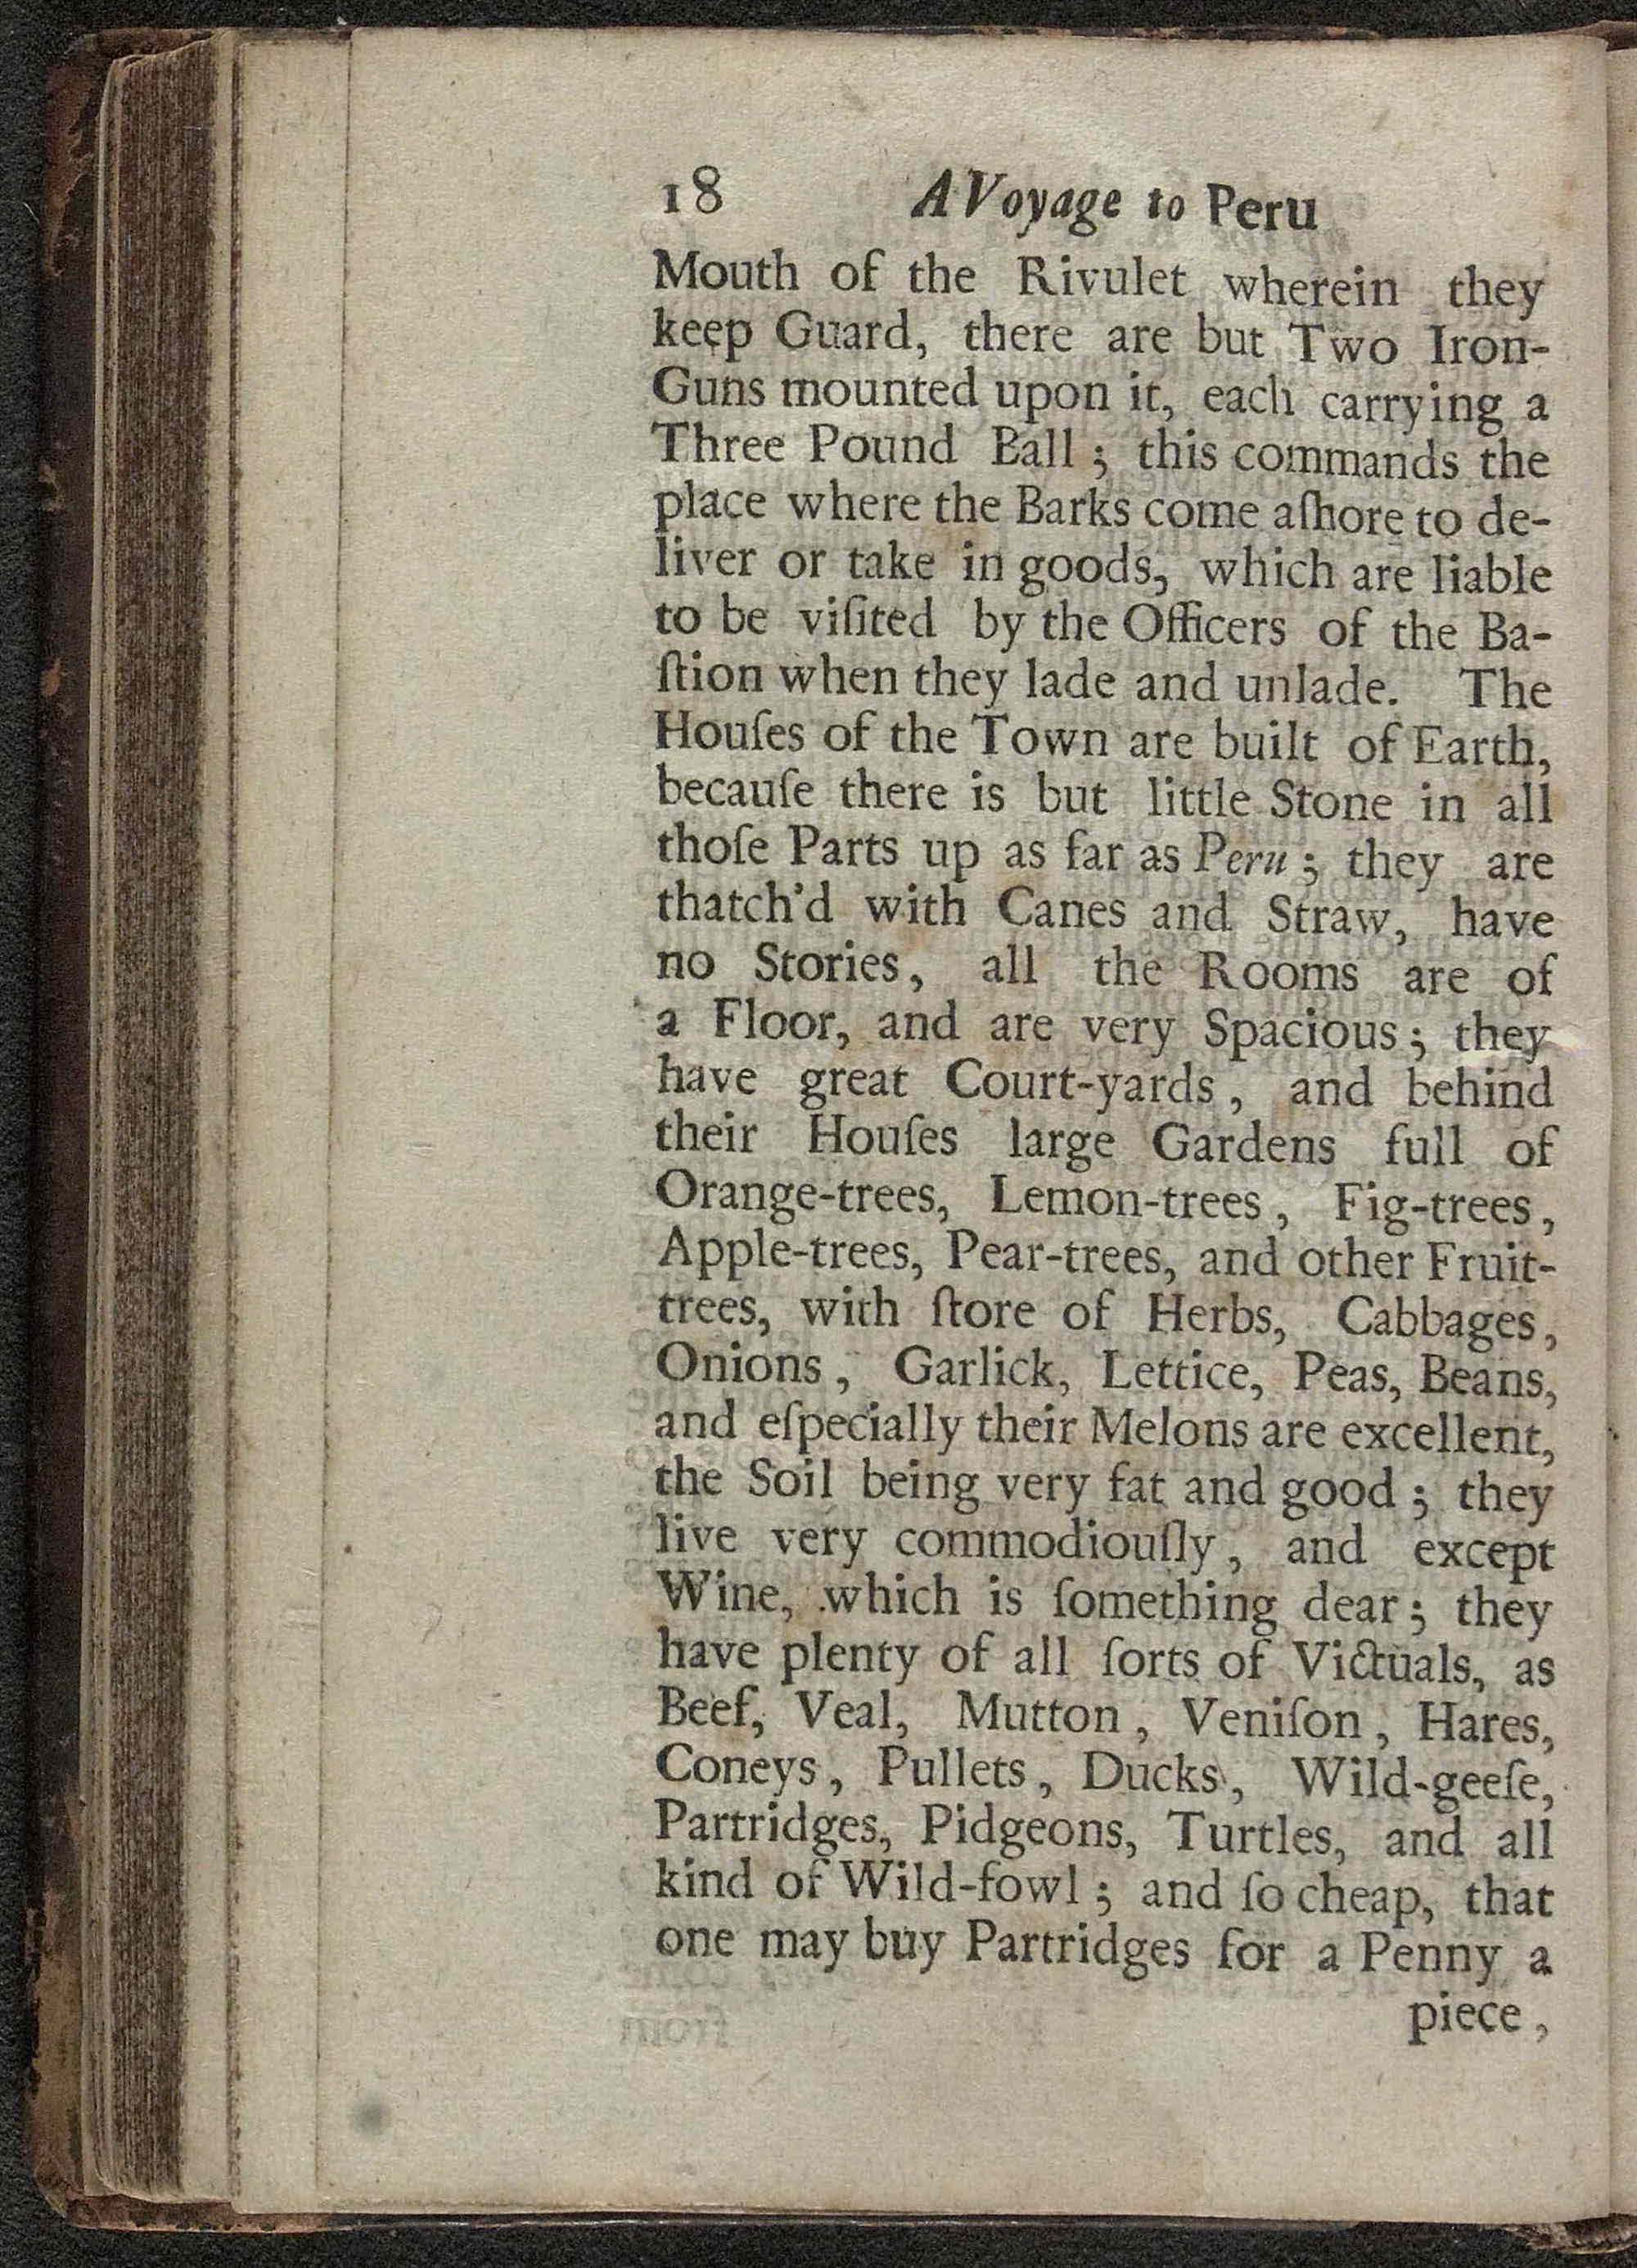 18 A Voyage to Peru
Mouth of the Rivulet wherein they
keep Guard, there are but Two Iron-
Guns mounted upon it, each carrying a
Three Pound Ball; this commands the
place where the Barks come aſhore to de-
liver or take in goods, which are liable
to be viſited by the Officers of the Ba-
ſtion when they lade and unlade. The
Houſes of the Town are built of Earth,
becauſe there is but little Stone in all
thoſe Parts up as far as Peru; they are
thatch'd with Canes and Straw, have
no Stories, all the Rooms are of
a Floor, and are very Spacious; they
have great Court-yards, and behind
their Houſes large Gardens full of
Orange-trees, Lemon-trees, Fig-trees,
Apple-trees, Pear-trees, and other Fruit-
trees, with ſtore of Herbs, Cabbages,
Onions, Garlick, Lettice, Peas, Beans,
and eſpecially their Melons are excellent,
the Soil being very fat and good; they
live very commodiouſly, and except
Wine, which is ſomething dear; they
have plenty of all ſorts of Victuals, as
Beef, Veal, Mutton, Veniſon, Hares,
Coneys, Pullets, Ducks, Wild-geeſe,
Partridges, Pidgeons, Turtles, and all
kind of Wild-fowl; and ſo cheap, that
one may buy Partridges for a Penny a
piece,